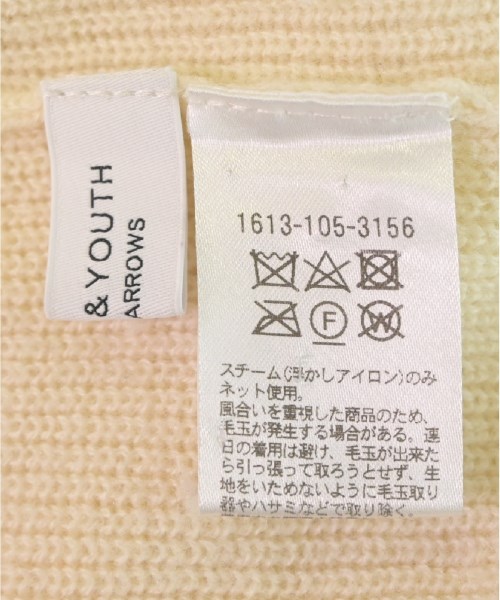 & YOUTH
ARROWS
1613-105-3156
F
W
スチーム(浮かしアイロン)のみ
ネット使用。
風合いを重視した商品のため、
毛玉が発生する場合がある。連
日の着用は避け、毛玉が出来た
ら引っ張って取ろうとせず、生
地をいためないように毛玉取り
器やハサミなどで取り除く。